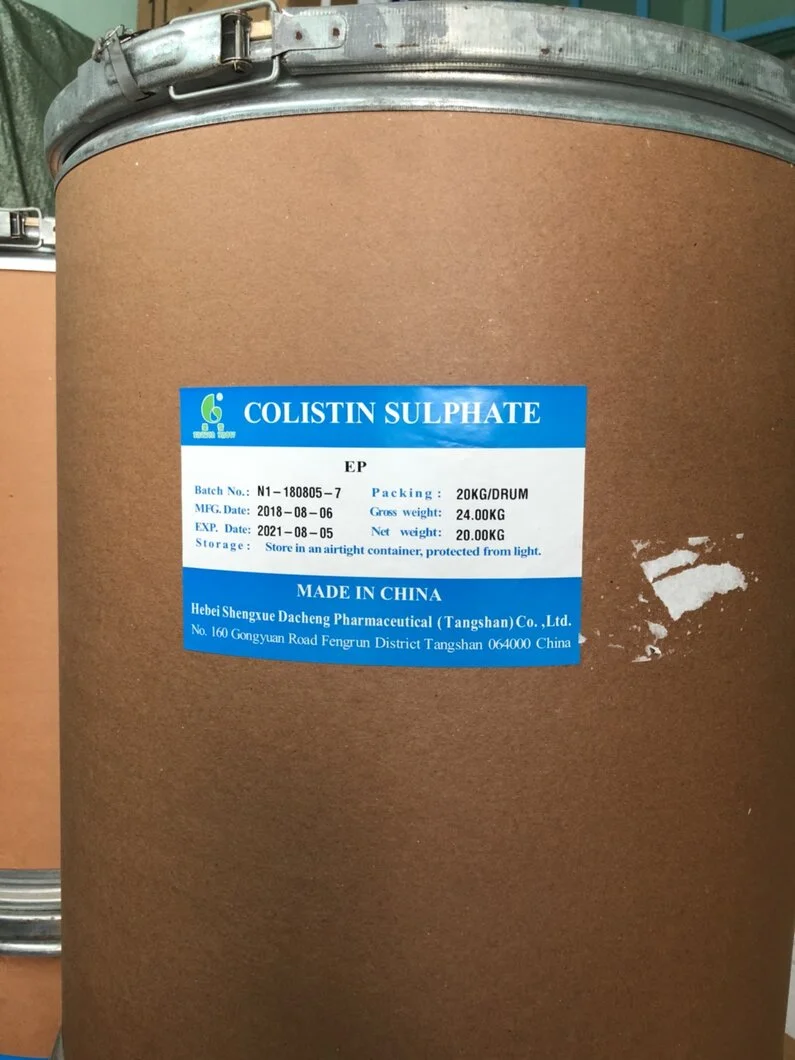 COLISTIN SULPHATE
EP
Batch No.: N1-180805-7 Packing: 20KG/DRUM
MFG. Date: 2018-08-06 Gross weight: 24.00KG
EXP. Date: 2021-08-05 Net weight: 20.00KG
Storage: Store in an airtight container, protected from light.
MADE IN CHINA
Hebei Shengxue Dacheng Pharmaceutical (Tangshan) Co. ,Ltd.
No. 160 Gongyuan Road Fengrun District Tangshan 064000 China